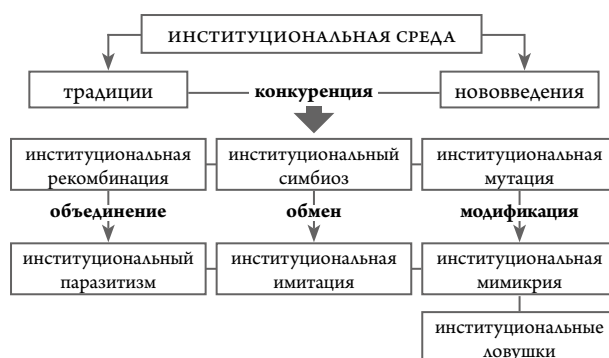 ИНСТИТУЦИОНАЛЬНАЯ СРЕДА
традиции конкуренция нововведения
институциональная институциональный институциональная
рекомбинация симбиоз мутация
объединение обмен модификация
институциональный институциональная институциональная
паразитизм имитация мимикрия
институциональные
ловушки